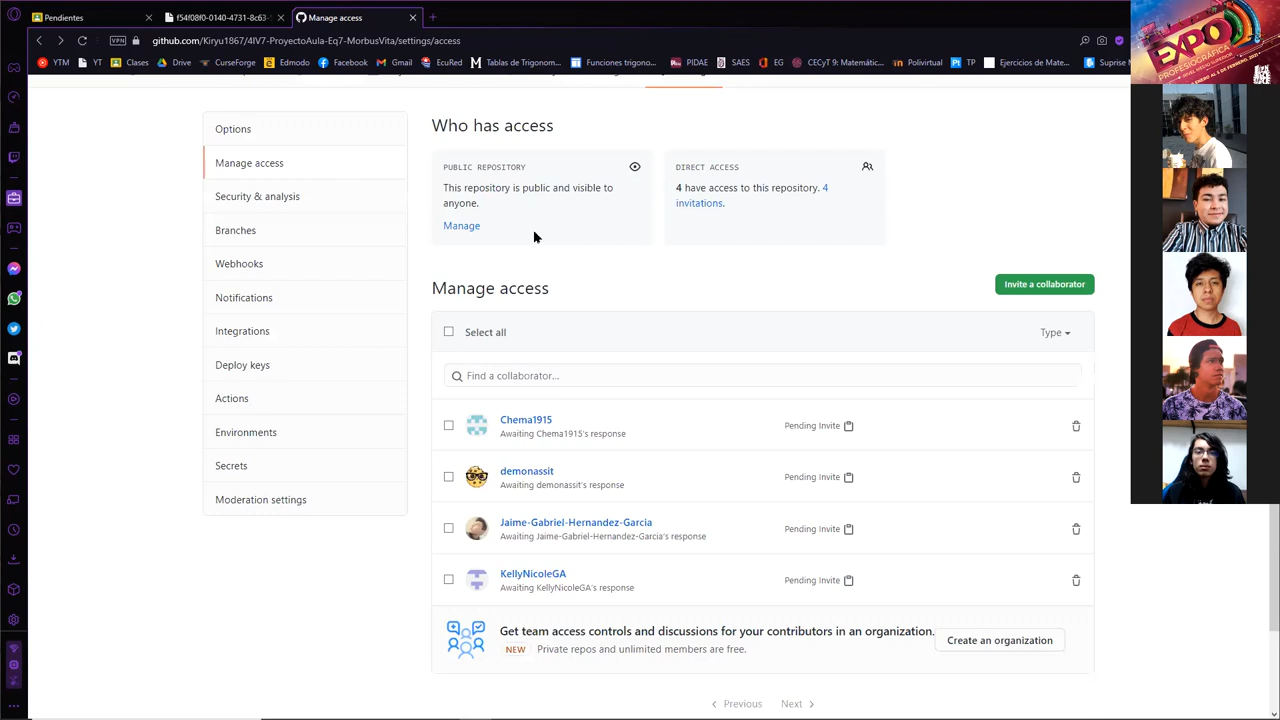 Pendientes
f54f08f0-0140-4731-8c63-
Manage access
VPN
github.com/Kiryu1867/4IV7-ProyectoAula-Eq7-MorbusVita/settings/access
YTM
YT
Clases
Drive
CurseForge
Edmodo
Facebook
Gmail
EcuRed
Tablas de Trigonom...
Funciones trigono...
PIDAE
SAES
EG
CECyT 9: Matemátic...
Polivirtual
TP
Ejercicios de Mate...
Suprise M
EXPO
PROFESIOGRÁFICA
NIVEL MEDIO SUPERIOR
Options
Manage access
Security & analysis
Branches
Webhooks
Notifications
Integrations
Deploy keys
Actions
Environments
Secrets
Moderation settings
Who has access
PUBLIC REPOSITORY
This repository is public and visible to
anyone.
Manage
DIRECT ACCESS
4 have access to this repository. 4
invitations.
Manage access
Invite a collaborator
Select all
Type
Find a collaborator...
Chema1915
Awaiting Chema1915's response
Pending Invite
demonassit
Awaiting demonassit's response
Pending Invite
Jaime-Gabriel-Hernandez-Garcia
Awaiting Jaime-Gabriel-Hernandez-Garcia's response
Pending Invite
KellyNicoleGA
Awaiting KellyNicoleGA's response
Pending Invite
Get team access controls and discussions for your contributors in an organization.
NEW Private repos and unlimited members are free.
Create an organization
Previous Next